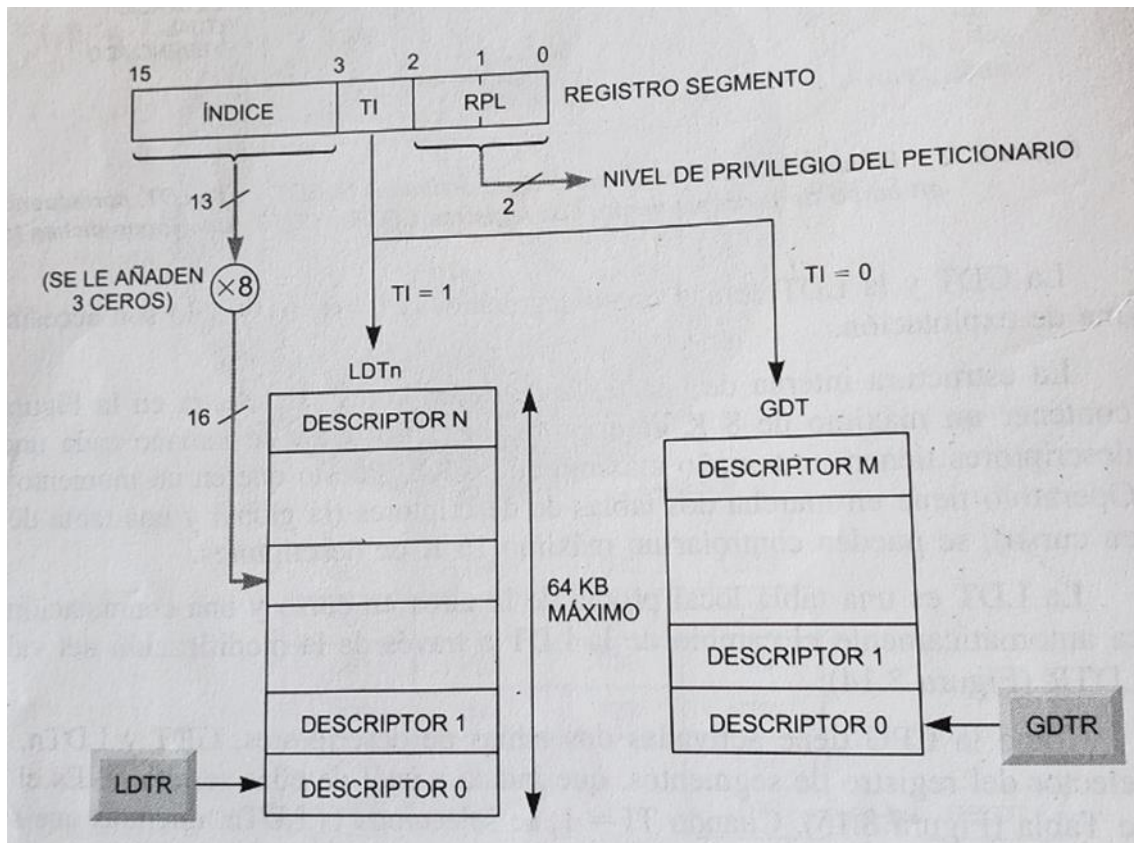 15
3
2
1
0
ÍNDICE
TI
RPL
REGISTRO SEGMENTO
NIVEL DE PRIVILEGIO DEL PETICIONARIO
13
2
(SE LE AÑADEN
3 CEROS)
×8
TI = 1
TI = 0
LDTn
GDT
16
DESCRIPTOR N
DESCRIPTOR M
64 KB
MÁXIMO
DESCRIPTOR 1
DESCRIPTOR 1
DESCRIPTOR 0
GDTR
LDTR
DESCRIPTOR 0